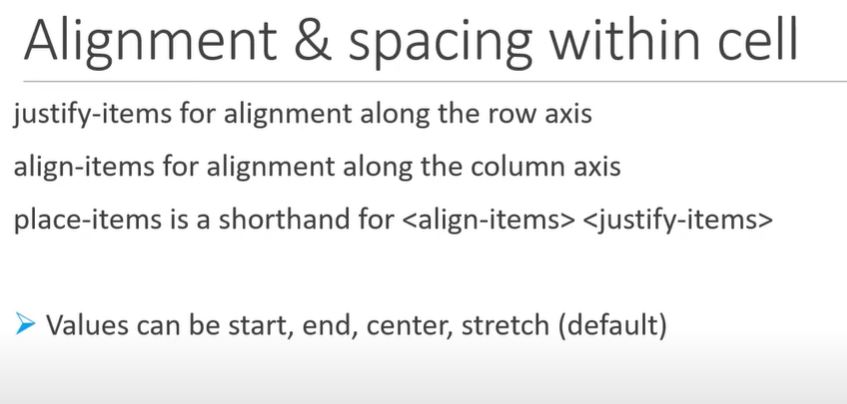 Alignment & spacing within cell
justify-items for alignment along the row axis
align-items for alignment along the column axis
place-items is a shorthand for <align-items> <justify-items>
Values can be start, end, center, stretch (default)